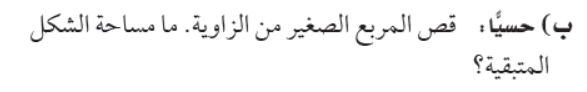 ب) حسيًّا، قص المربع الصغير من الزاوية. ما مساحة الشكل
المتبقية؟